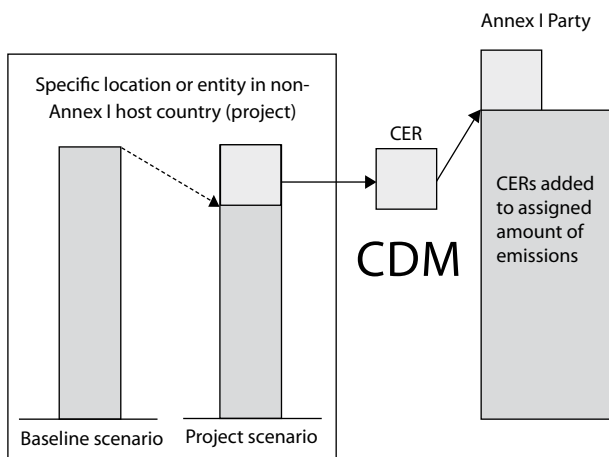 Annex I Party
Specific location or entity in non-
Annex I host country (project)
CER
CERs added
to assigned
amount of
emissions
CDM
Baseline scenario
Project scenario